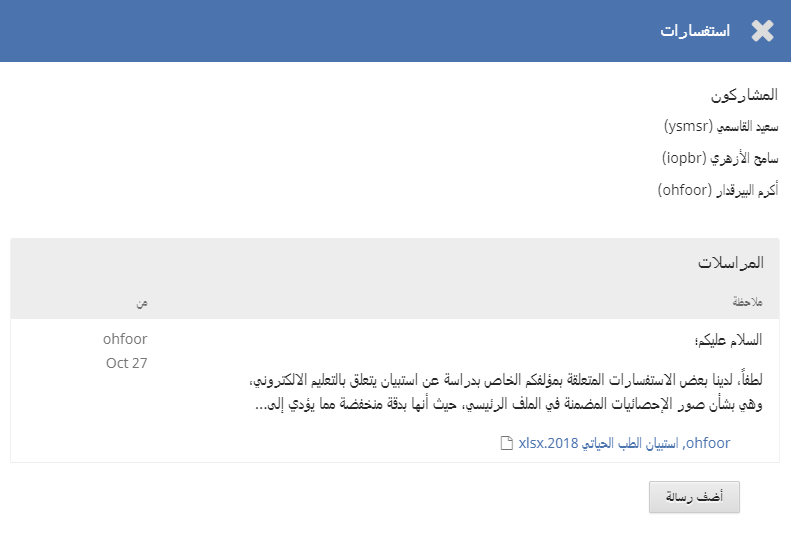 استفسارات
المشاركون
سعيد القاسمي (ysmsr)
سامح الأزهري (iopbr)
أكرم البيرقدار (ohfoor)
المراسلات
ملاحظة من
السلام عليكم؛ ohfoor
Oct 27
لطفاً، لدينا بعض الاستفسارات المتعلقة بمؤلفكم الخاص بدراسة عن استبيان يتعلق بالتعليم الالكتروني،
وهي بشأن صور الإحصائيات المضمنة في الملف الرئيسي، حيث أنها بدقة منخفضة مما يؤدي إلى...
ohfoor, استبيان الطب الحياتي 2018.xlsx
أضف رسالة